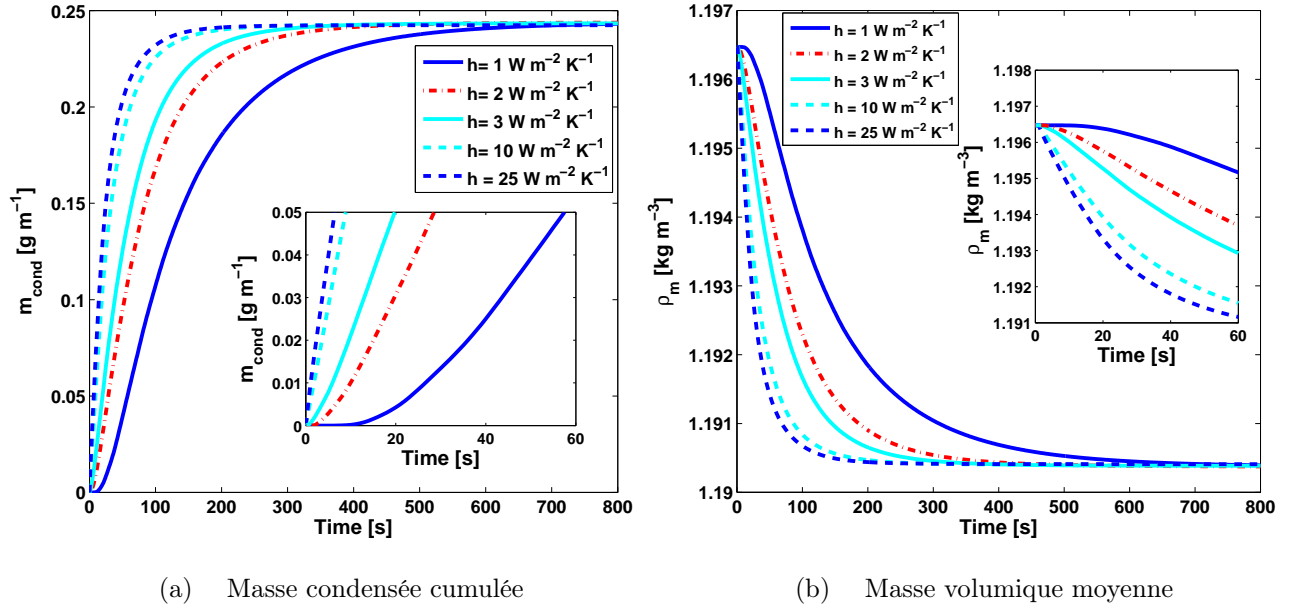 0.25
0.2
0.15
0.1
0.05
0
m_cond [g m⁻¹]
0 100 200 300 400 500 600 700 800
Time [s]
h= 1 W m⁻² K⁻¹
h= 2 W m⁻² K⁻¹
h= 3 W m⁻² K⁻¹
h= 10 W m⁻² K⁻¹
h = 25 W m⁻² K⁻¹
0.05
0.04
0.03
0.02
0.01
0.00
m_cond [g m⁻¹]
0 20 40 60
Time [s]
(a) Masse condensée cumulée
1.197
1.196
1.195
1.194
1.193
1.192
1.191
1.19
ρ_m [kg m⁻³]
0 100 200 300 400 500 600 700 800
Time [s]
h = 1 W m⁻² K⁻¹
h = 2 W m⁻² K⁻¹
h = 3 W m⁻² K⁻¹
h = 10 W m⁻² K⁻¹
h = 25 W m⁻² K⁻¹
1.198
1.197
1.196
1.195
1.194
1.193
1.192
1.191
ρ_m [kg m⁻³]
0 20 40 60
Time [s]
(b) Masse volumique moyenne